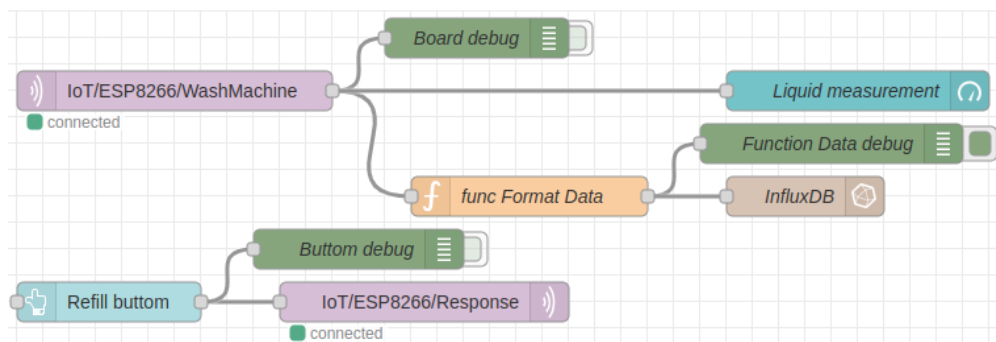 Board debug
IoT/ESP8266/WashMachine
Liquid measurement
connected
Function Data debug
func Format Data
InfluxDB
Buttom debug
Refill buttom
IoT/ESP8266/Response
connected